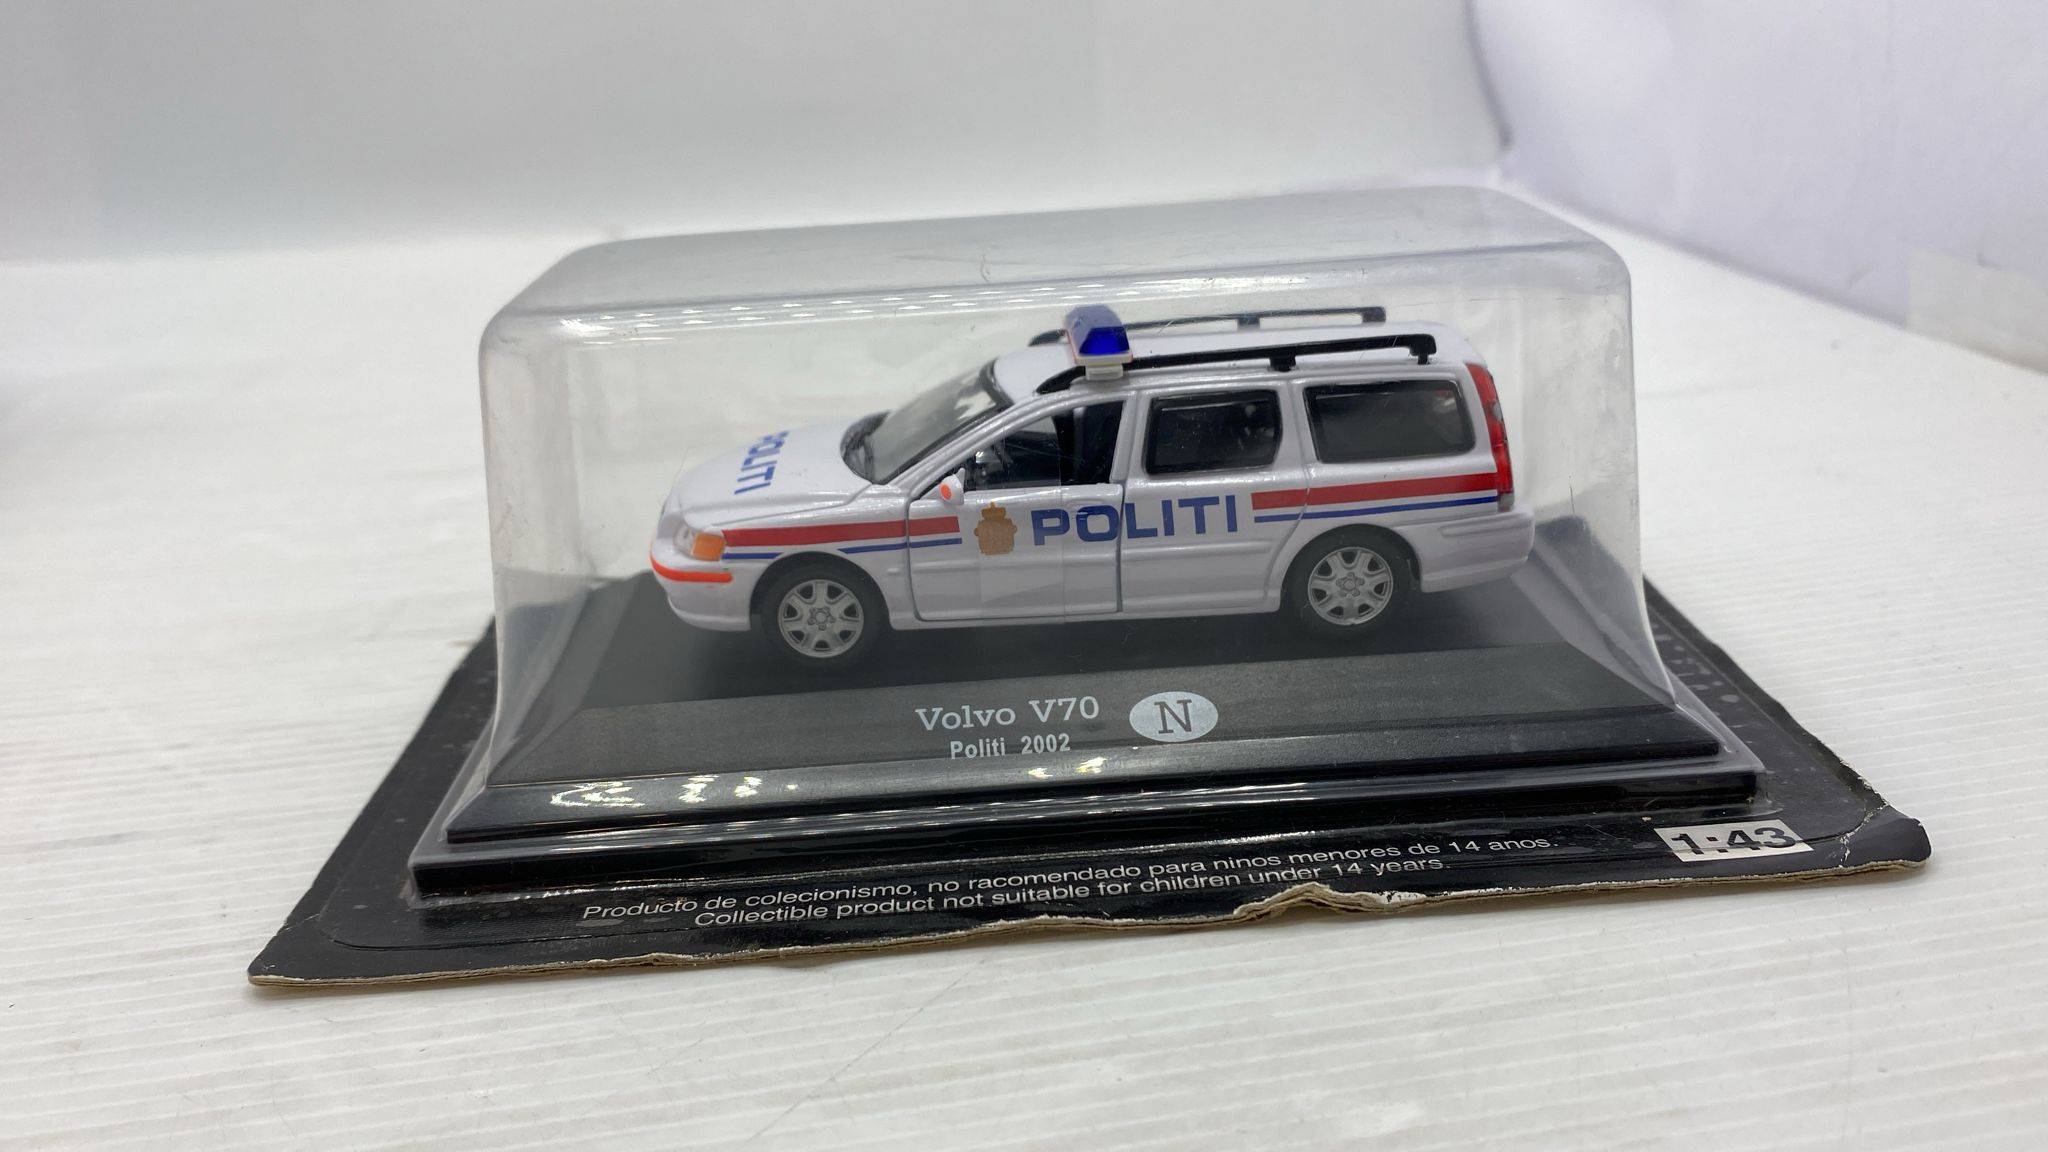 POLITI
POLITI
Volvo V70 N
Politi 2002
1:43
Producto de colecionismo, no racomendado para ninos menores de 14 anos.
Collectible product not suitable for children under 14 years.